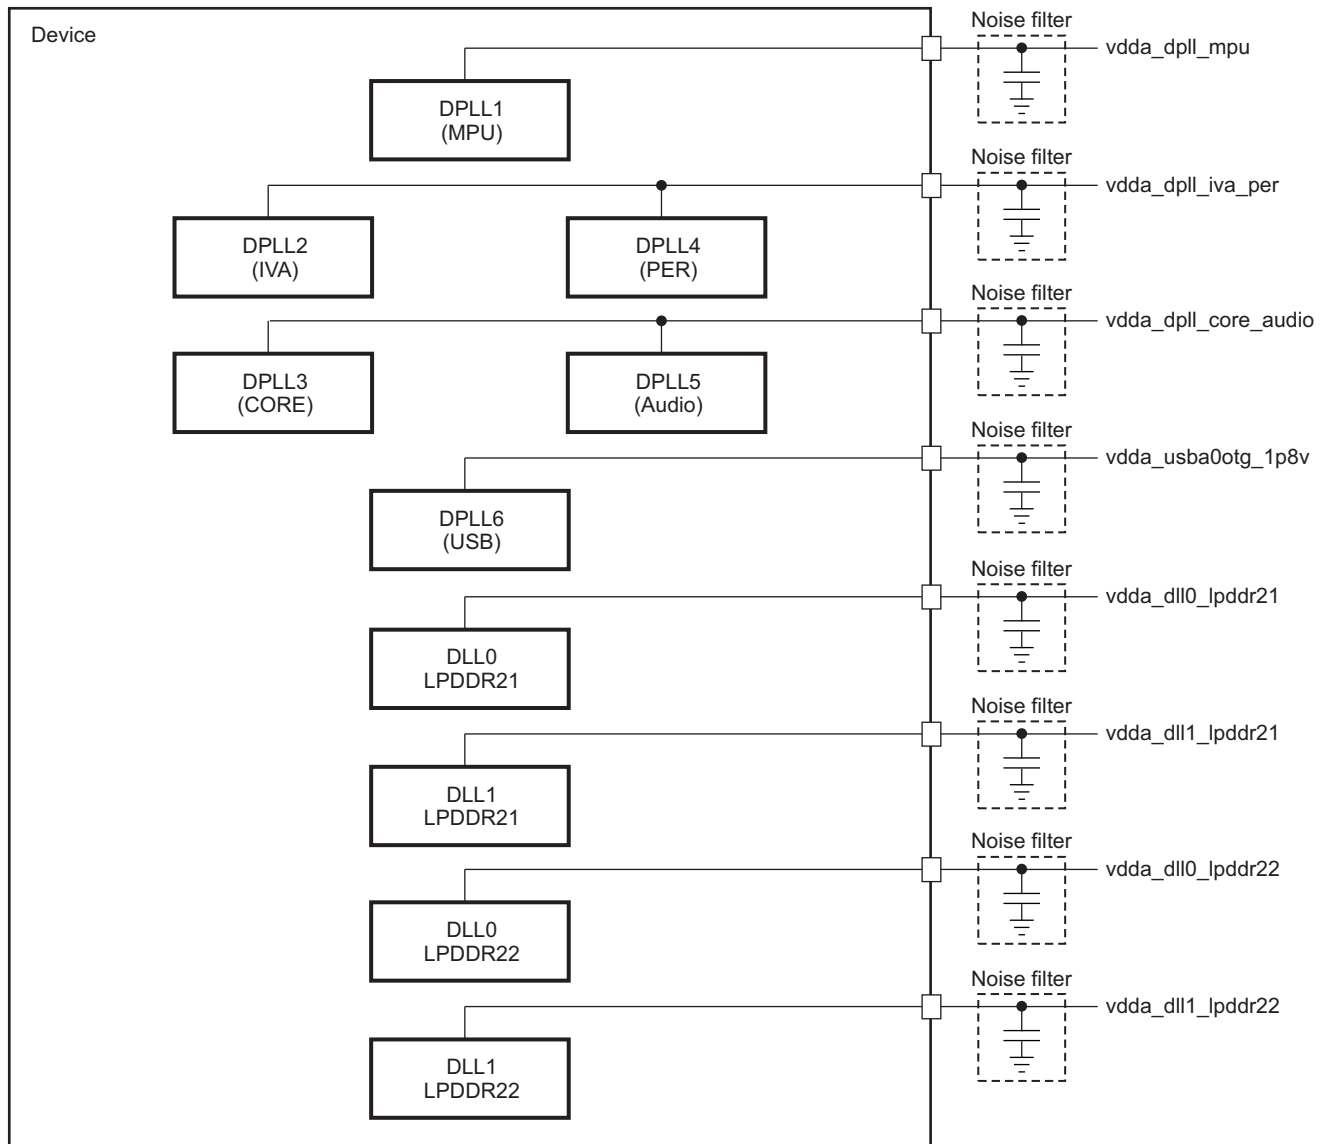 Device
Noise filter
vdda_dpll_mpu
DPLL1
(MPU)
Noise filter
vdda_dpll_iva_per
DPLL2
(IVA)
DPLL4
(PER)
Noise filter
vdda_dpll_core_audio
DPLL3
(CORE)
DPLL5
(Audio)
Noise filter
vdda_usba0otg_1p8v
DPLL6
(USB)
Noise filter
vdda_dll0_lpddr21
DLL0
LPDDR21
Noise filter
vdda_dll1_lpddr21
DLL1
LPDDR21
Noise filter
vdda_dll0_lpddr22
DLL0
LPDDR22
Noise filter
vdda_dll1_lpddr22
DLL1
LPDDR22